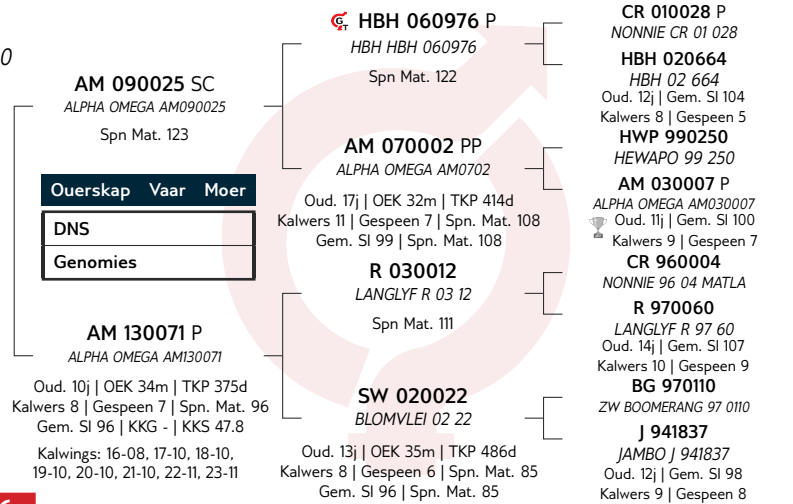 0
AM 090025 SC
ALPHA OMEGA AM090025
Spn Mat. 123
Ouerskap Vaar Moer
DNS
Genomies
AM 130071 P
ALPHA OMEGA AM130071
Oud. 10j | OEK 34m | TKP 375d
Kalwers 8 | Gespeen 7 | Spn. Mat. 96
Gem. SI 96 | KKG - | KKS 47.8
Kalwings: 16-08, 17-10, 18-10,
19-10, 20-10, 21-10, 22-11, 23-11
GT HBH 060976 P
HBH HBH 060976
Spn Mat. 122
AM 070002 PP
ALPHA OMEGA AM0702
Oud. 17j | OEK 32m | TKP 414d
Kalwers 11 | Gespeen 7 | Spn. Mat. 108
Gem. SI 99 | Spn. Mat. 108
R 030012
LANGLYF R 03 12
Spn Mat. 111
SW 020022
BLOMVLEI 02 22
Oud. 13j | OEK 35m | TKP 486d
Kalwers 8 | Gespeen 6 | Spn. Mat. 85
Gem. SI 96 | Spn. Mat. 85
CR 010028 P
NONNIE CR 01 028
HBH 020664
HBH 02 664
Oud. 12j | Gem. SI 104
Kalwers 8 | Gespeen 5
HWP 990250
HEWAPO 99 250
AM 030007 P
ALPHA OMEGA AM030007
Oud. 11j | Gem. SI 100
Kalwers 9 | Gespeen 7
CR 960004
NONNIE 96 04 MATLA
R 970060
LANGLYF R 97 60
Oud. 14j | Gem. SI 107
Kalwers 10 | Gespeen 9
BG 970110
ZW BOOMERANG 97 0110
J 941837
JAMBO J 941837
Oud. 12j | Gem. SI 98
Kalwers 9 | Gespeen 8